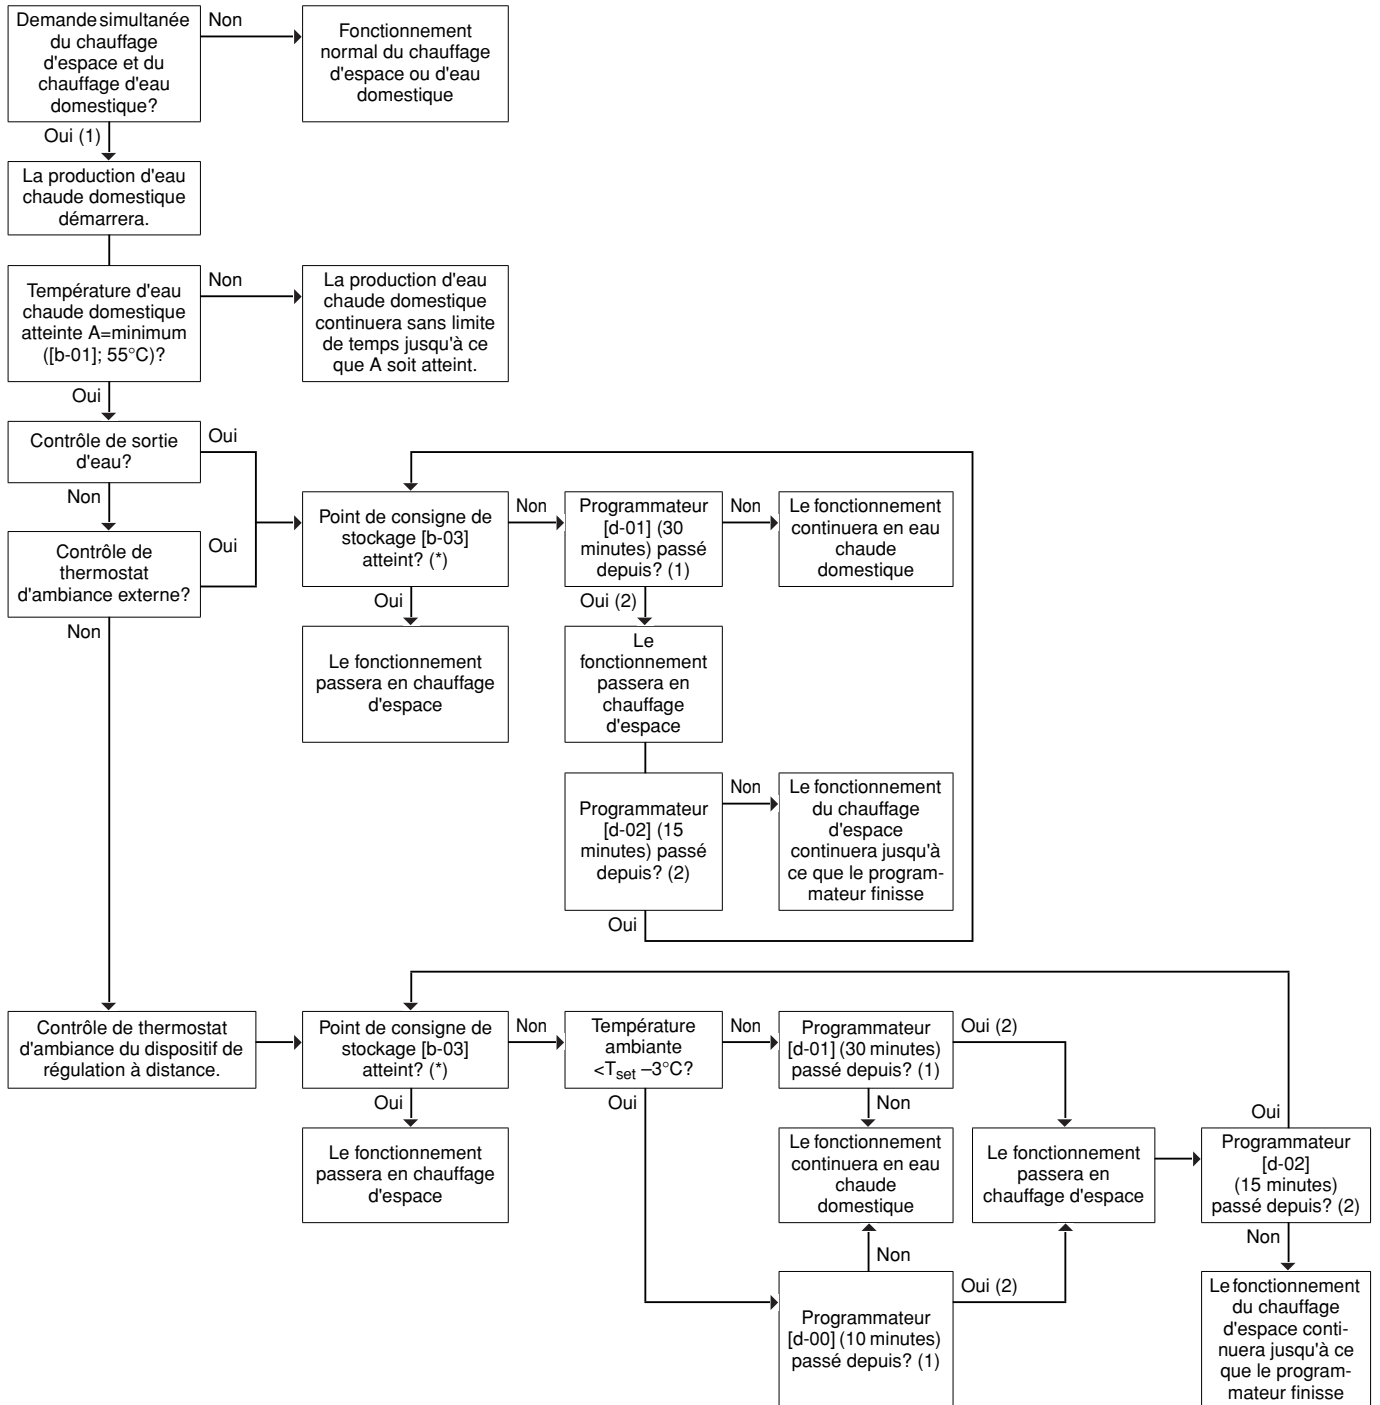 Demande simultanée
du chauffage
d'espace et du
chauffage d'eau
domestique?
Non
Fonctionnement
normal du chauffage
d'espace ou d'eau
domestique
Oui (1)
La production d'eau
chaude domestique
démarrera.
Température d'eau
chaude domestique
atteinte A=minimum
([b-01]; 55°C)?
Non
La production d'eau
chaude domestique
continuera sans limite
de temps jusqu'à ce
que A soit atteint.
Oui
Contrôle de sortie
d'eau?
Oui
Non
Contrôle de
thermostat
d'ambiance externe?
Oui
Non
Point de consigne de
stockage [b-03]
atteint? (*)
Non
Programmateur
[d-01] (30
minutes) passé
depuis? (1)
Non
Le fonctionnement
continuera en eau
chaude
domestique
Oui
Le fonctionnement
passera en chauffage
d'espace
Oui (2)
Le
fonctionnement
passera en
chauffage
d'espace
Programmateur
[d-02] (15
minutes) passé
depuis? (2)
Non
Le fonctionnement
du chauffage
d'espace
continuera jusqu'à
ce que le program-
mateur finisse
Oui
Contrôle de thermostat
d'ambiance du dispositif de
régulation à distance.
Point de consigne de
stockage [b-03]
atteint? (*)
Non
Température
ambiante
<Tset –3°C?
Non
Programmateur
[d-01] (30 minutes)
passé depuis? (1)
Oui (2)
Oui
Le fonctionnement
passera en chauffage
d'espace
Oui
Non
Le fonctionnement
continuera en eau
chaude
domestique
Le fonctionnement
passera en
chauffage d'espace
Oui
Programmateur
[d-02]
(15 minutes)
passé depuis? (2)
Non
Programmateur
[d-00] (10 minutes)
passé depuis? (1)
Oui (2)
Non
Le fonctionnement
du chauffage
d'espace conti-
nuera jusqu'à ce
que le program-
mateur finisse